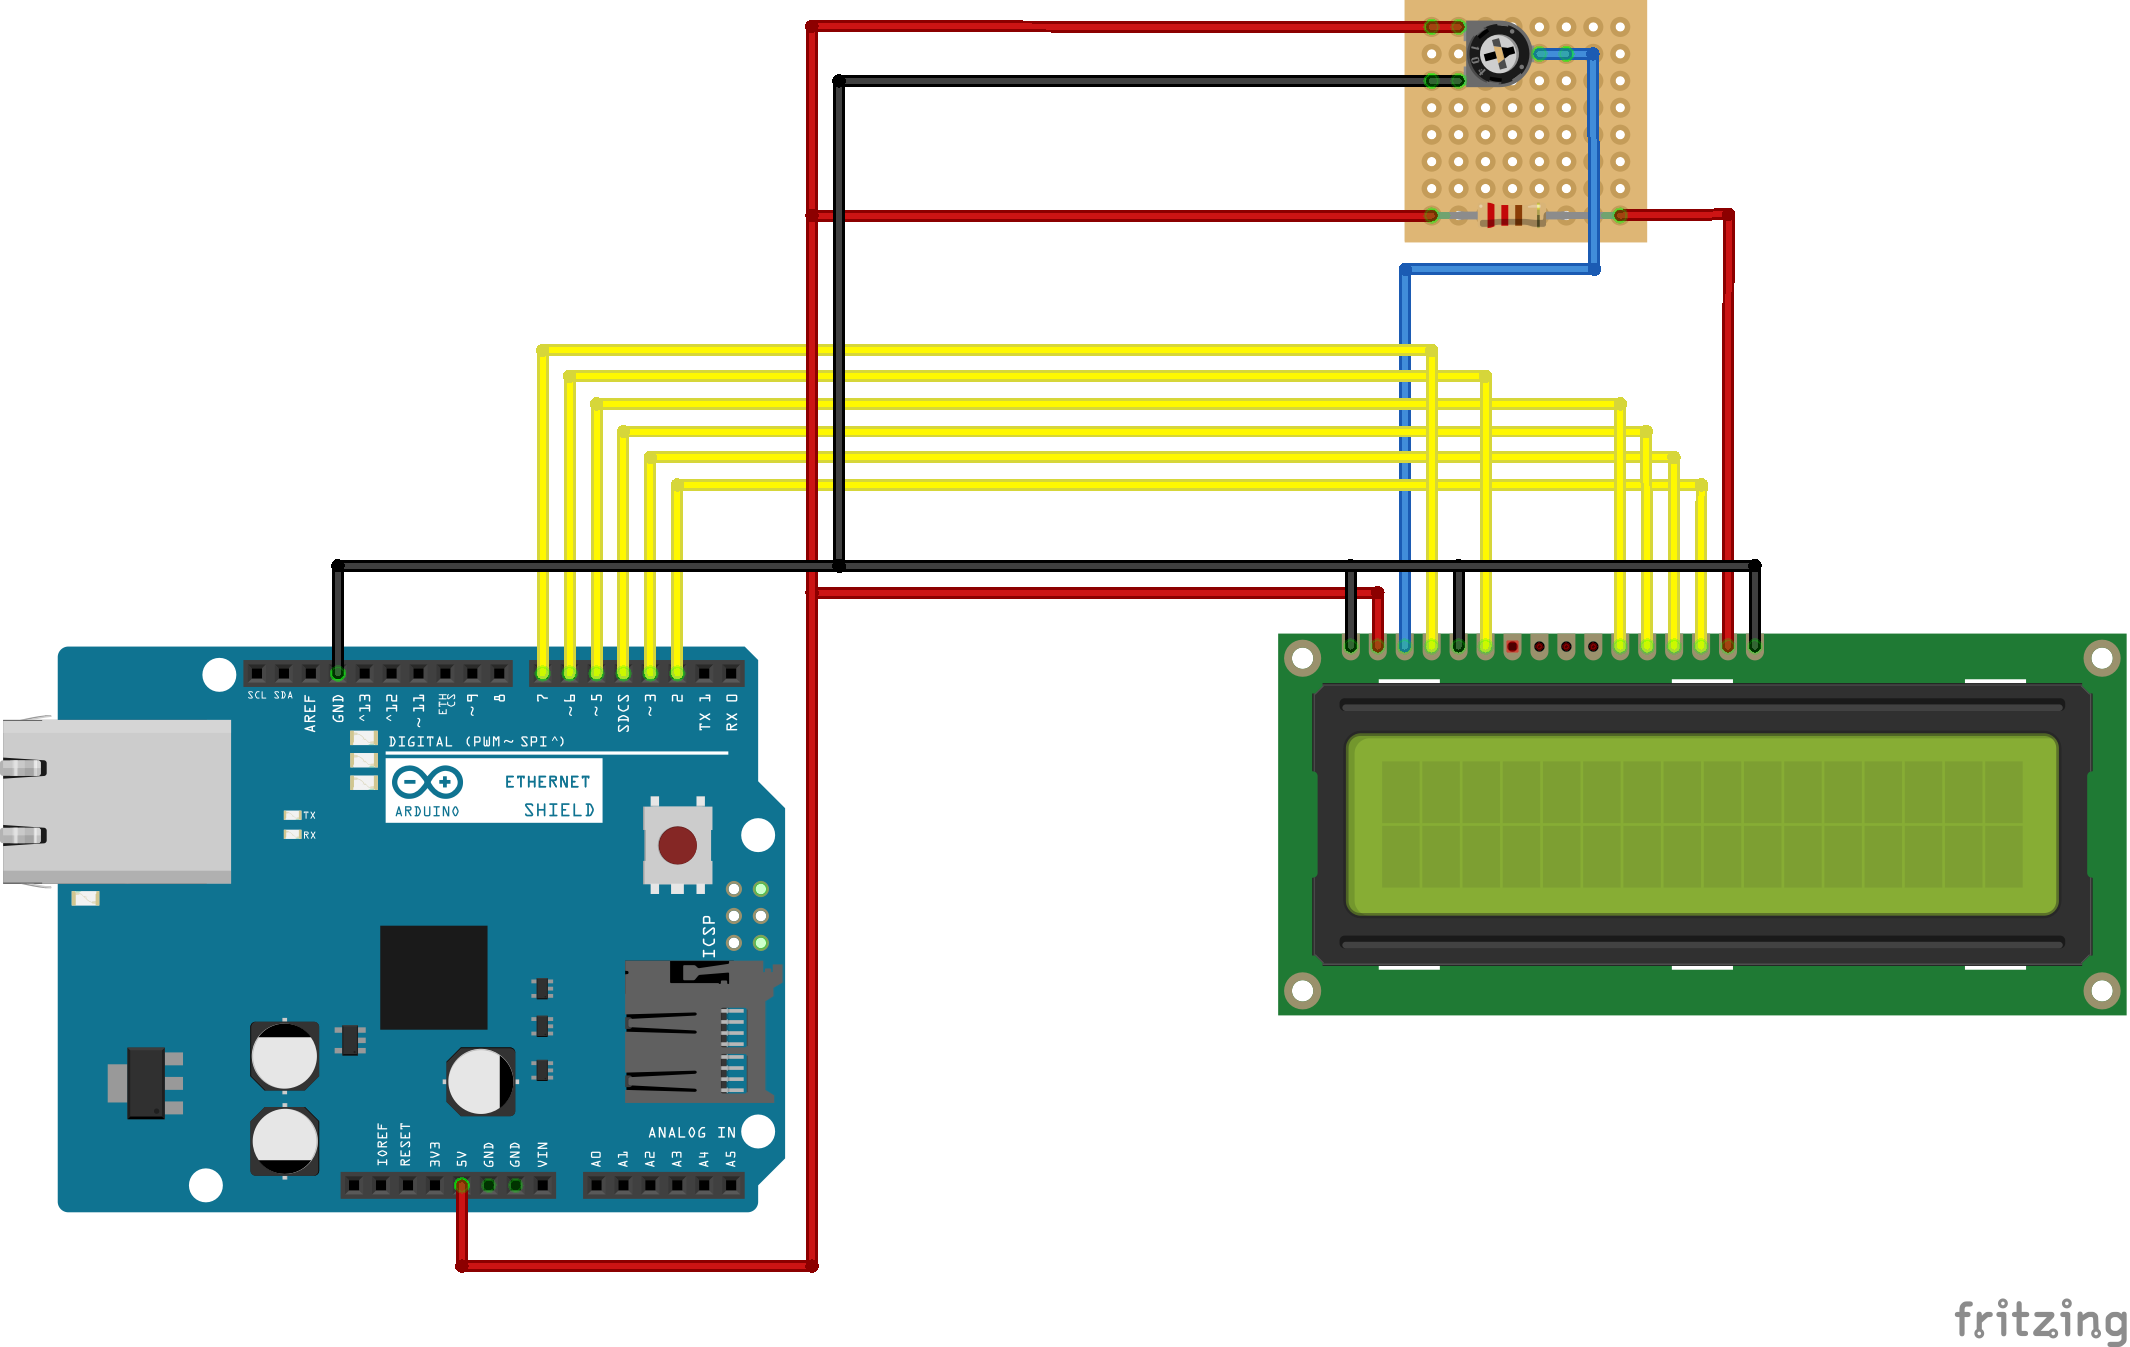 SCL SDA AREF GND ^13 ^12 ~11 ETH CS ~9 8 7 ~6 ~5 SDCS ~3 2 TX 1 RX 0
DIGITAL (PWM~ SPI^)
ETHERNET
SHIELD
ARDUINO
TX
RX
ICSP
ANALOG IN
IOREF RESET 3V3 5V GND GND VIN A0 A1 A2 A3 A4 A5
fritzing